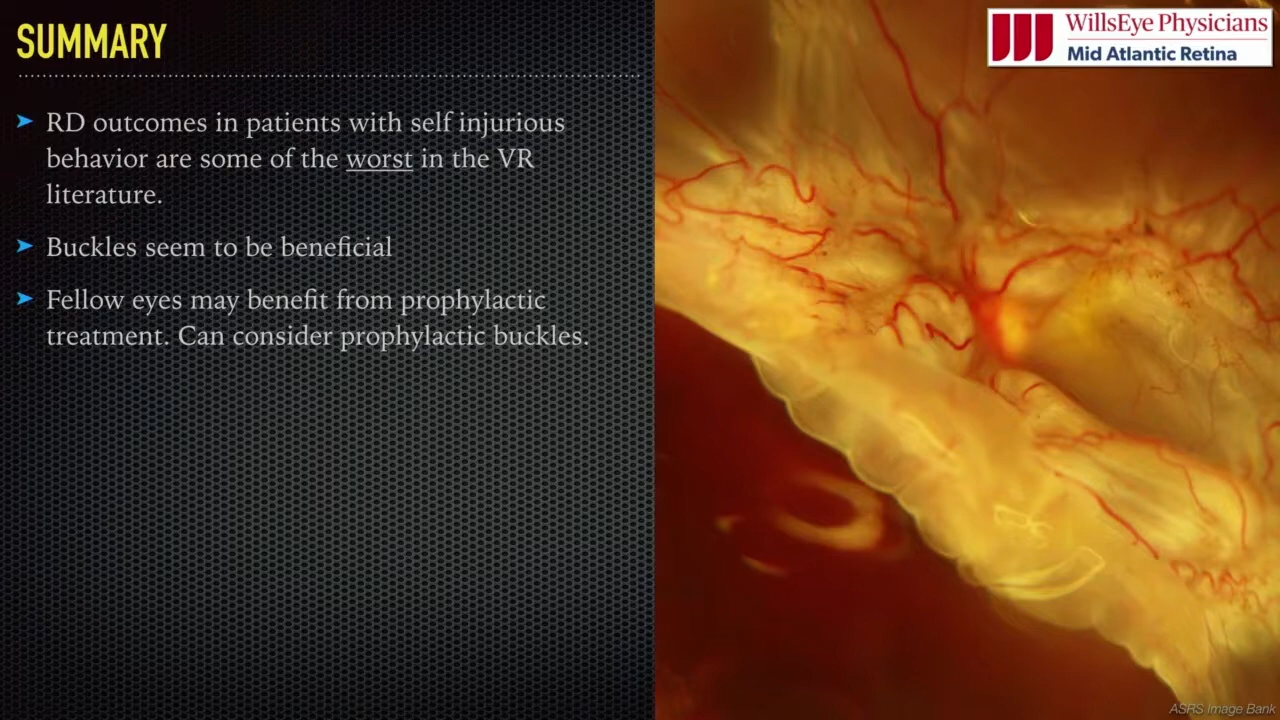 SUMMARY
➤ RD outcomes in patients with self injurious
behavior are some of the worst in the VR
literature.
➤ Buckles seem to be beneficial
➤ Fellow eyes may benefit from prophylactic
treatment. Can consider prophylactic buckles.
WillsEye Physicians
Mid Atlantic Retina
ASRS Image Bank